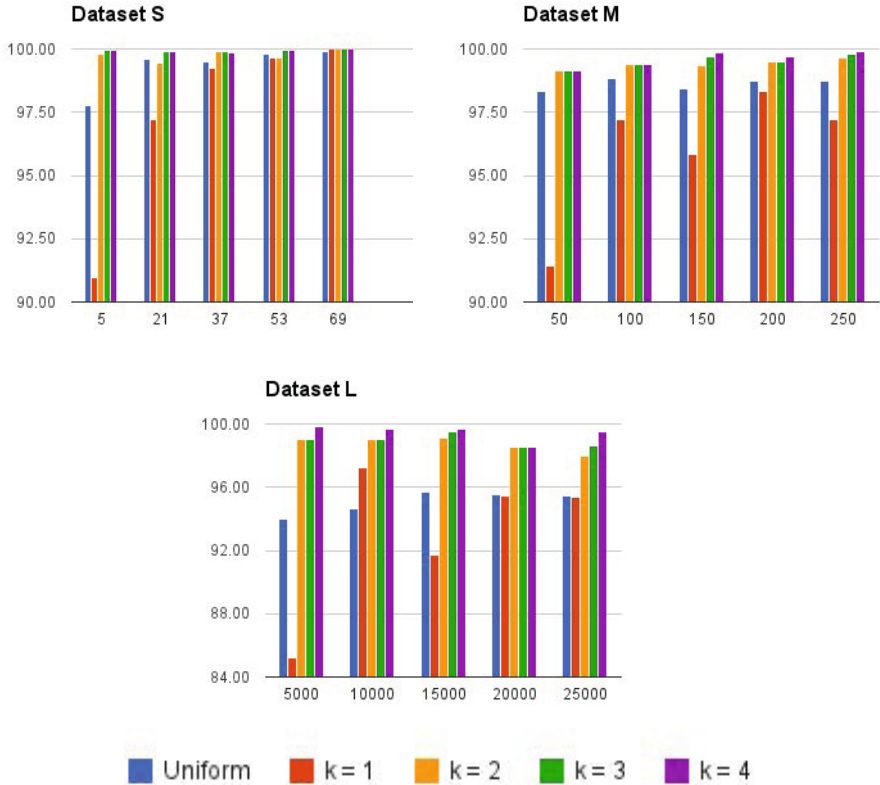 Dataset S
100.00
97.50
95.00
92.50
90.00
5 21 37 53 69
Dataset M
100.00
97.50
95.00
92.50
90.00
50 100 150 200 250
Dataset L
100.00
96.00
92.00
88.00
84.00
5000 10000 15000 20000 25000
Uniform k = 1 k = 2 k = 3 k = 4